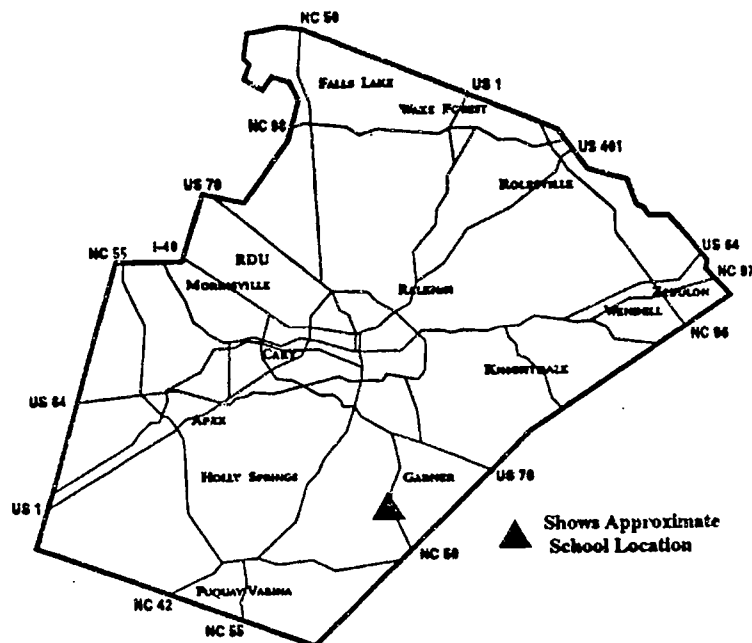 NC 50
FALLS LAKE
US 1
WAKE FOREST
NC 98
US 401
ROLESVILLE
US 70
US 64
I-40
NC 55
RDU
NC 97
MORRISVILLE
RALEIGH
ZEBULON
WENDELL
NC 96
CARY
KNIGHTDALE
US 64
APEX
HOLLY SPRINGS
GARNER
US 70
US 1
Shows Approximate
School Location
NC 50
FUQUAY VARINA
NC 42
NC 55